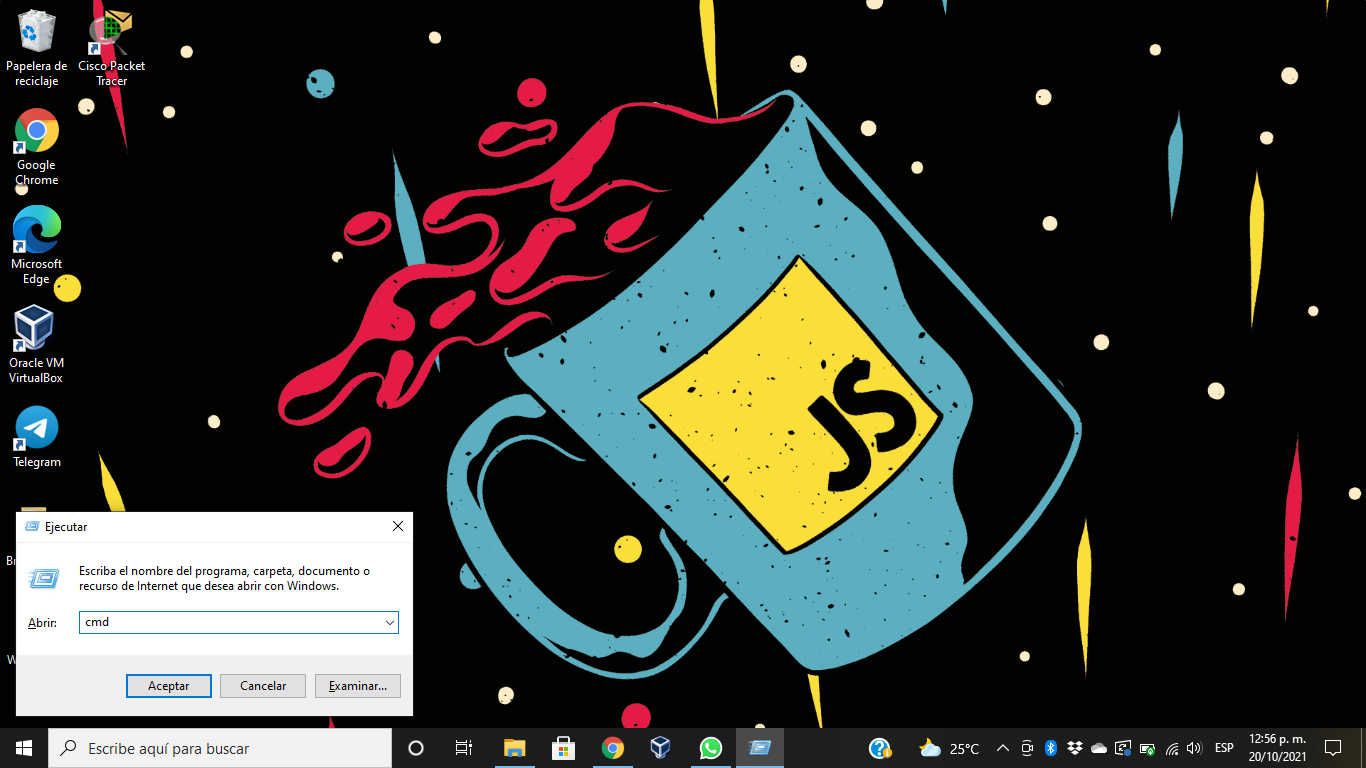 Papelera de
reciclaje
Cisco Packet
Tracer
Google
Chrome
Microsoft
Edge
Oracle VM
VirtualBox
Telegram
JS
Ejecutar
Escriba el nombre del programa, carpeta, documento o
recurso de Internet que desea abrir con Windows.
Abrir:
cmd
Aceptar
Cancelar
Examinar...
Escribe aquí para buscar
25°C
ESP
12:56 p. m.
20/10/2021